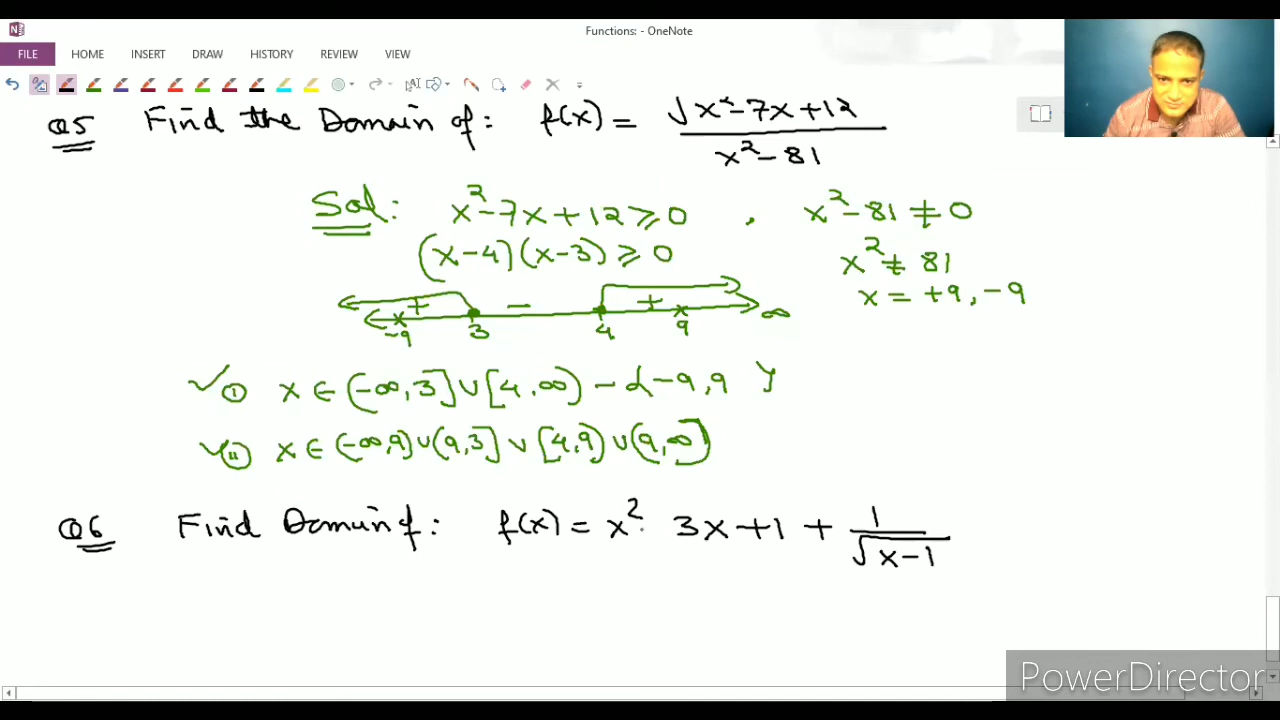 Functions: - OneNote
FILE HOME INSERT DRAW HISTORY REVIEW VIEW
Q5 Find the Domain of: f(x) = √x²-7x+12 / x²-81
Sol: x²-7x+12 ≥ 0 , x²-81 ≠ 0
(x-4)(x-3) ≥ 0 x² ≠ 81
x = +9, -9
+ - +
-9 3 4 9 ∞
✓ (i) x ∈ (-∞, 3] ∪ [4, ∞) - {-9, 9}
✓ (ii) x ∈ (-∞, 9) ∪ (9, 3] ∪ [4, 9) ∪ (9, ∞)
Q6 Find Domain of: f(x) = x² · 3x+1 + 1 / √x-1
PowerDirector